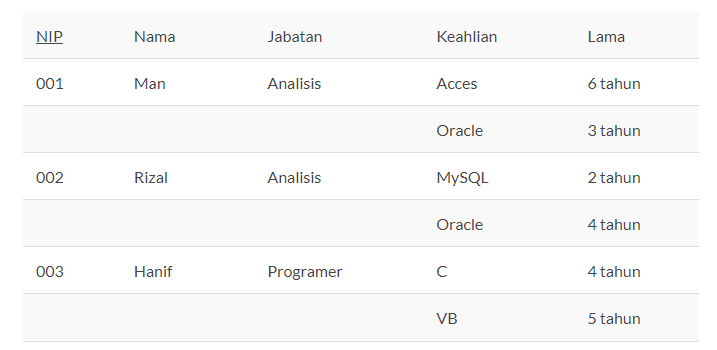 NIP Nama Jabatan Keahlian Lama
001 Man Analisis Acces 6 tahun
Oracle 3 tahun
002 Rizal Analisis MySQL 2 tahun
Oracle 4 tahun
003 Hanif Programer C 4 tahun
VB 5 tahun